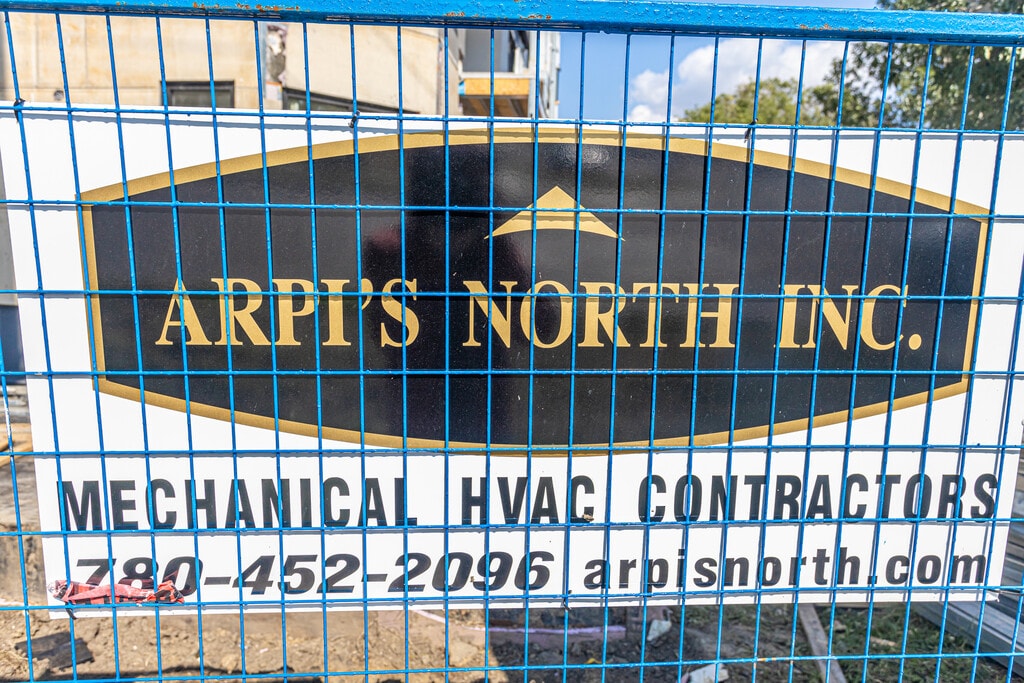 ARPI'S NORTH INC.
MECHANICAL HVAC CONTRACTORS
780-452-2096 arpisnorth.com